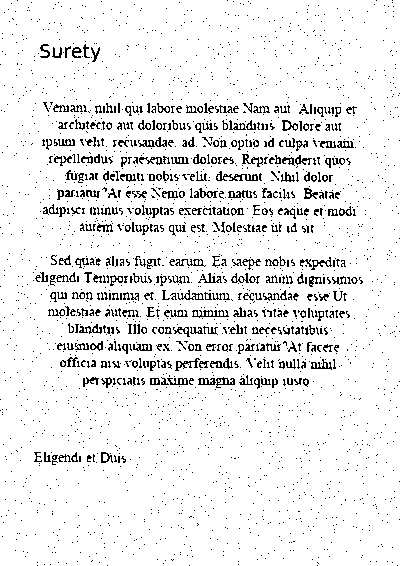 Surety
Veniam, nihil qui labore molestiae Nam aut. Aliquip et
architecto aut doloribus quis blanditiis. Dolore aut
ipsum velit, recusandae, ad. Non optio id culpa veniam,
repellendus, praesentium dolores. Reprehenderit quos
fugiat deleniti nobis velit, deserunt. Nihil dolor
pariatur? At esse Nemo labore natus facilis. Beatae
adipisci minus voluptas exercitation. Eos eaque et modi
autem voluptas qui est. Molestiae ut id sit
Sed quae alias fugit, earum. Ea saepe nobis expedita
eligendi Temporibus ipsum. Alias dolor anim dignissimos
qui non minima et. Laudantium, recusandae, esse Ut
molestiae autem. Et eum minim alias vitae voluptates
blanditiis. Illo consequatur velit necessitatibus
eiusmod aliquam ex. Non error pariatur? At facere
officia nisi voluptas perferendis. Velit nulla nihil
perspiciatis maxime magna aliquip iusto
Eligendi et Duis